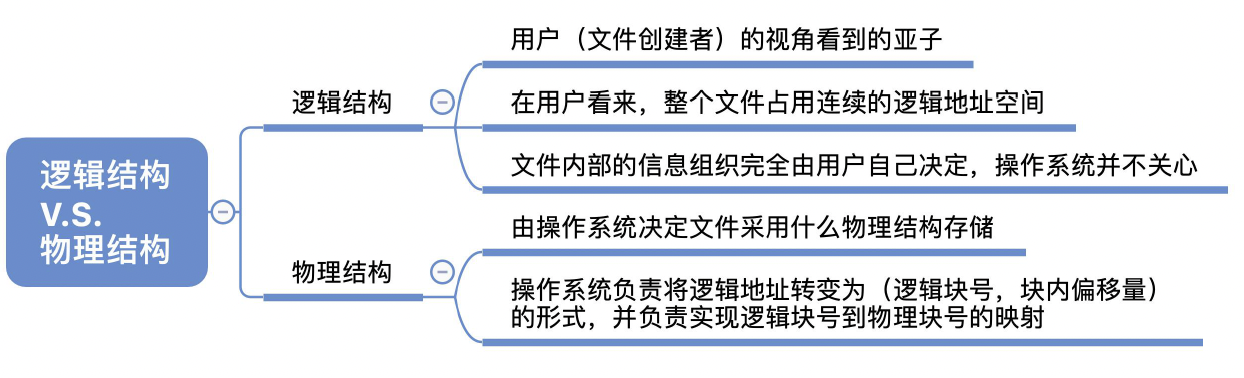 逻辑结构
V.S.
物理结构
逻辑结构
用户（文件创建者）的视角看到的亚子
在用户看来，整个文件占用连续的逻辑地址空间
文件内部的信息组织完全由用户自己决定，操作系统并不关心
物理结构
由操作系统决定文件采用什么物理结构存储
操作系统负责将逻辑地址转变为（逻辑块号，块内偏移量）
的形式，并负责实现逻辑块号到物理块号的映射